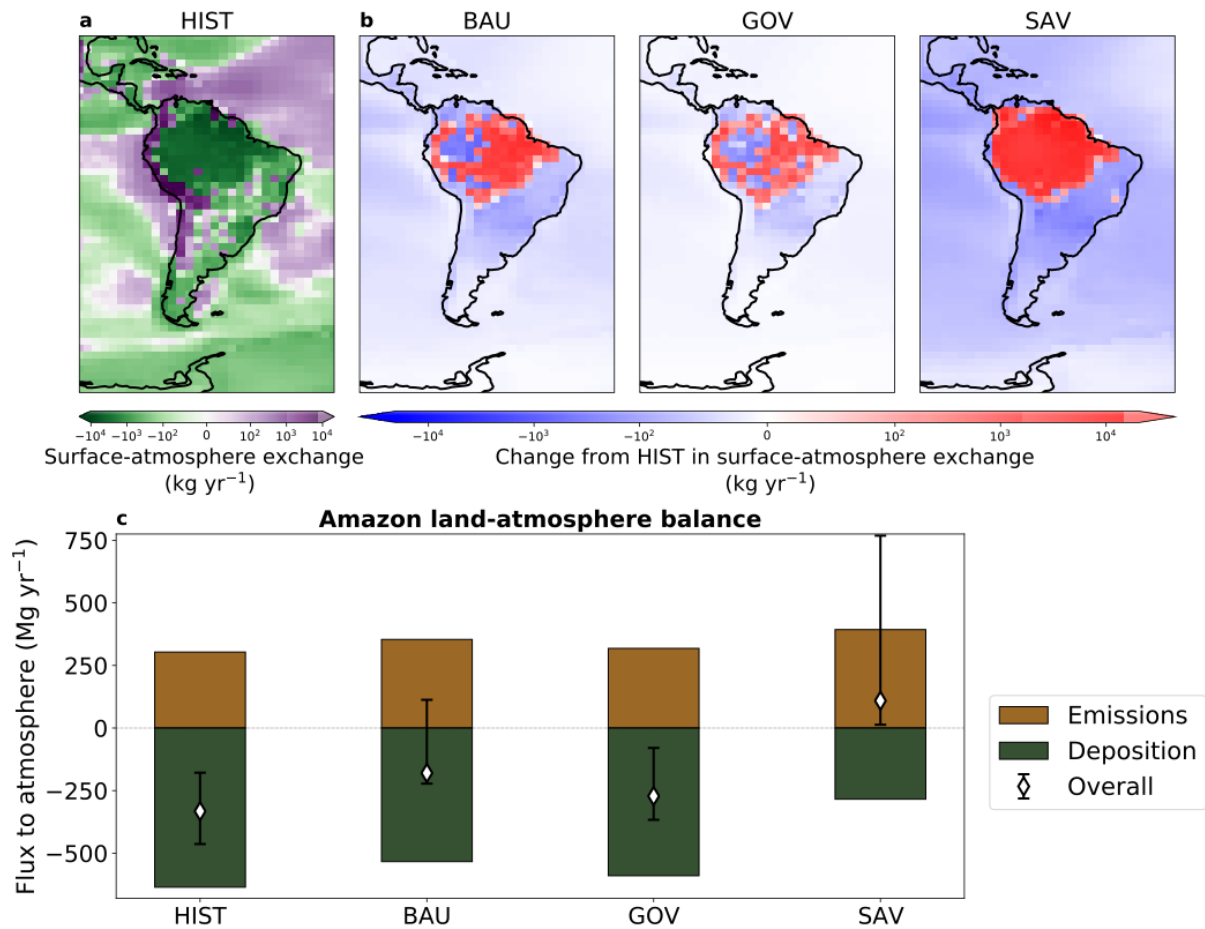 a HIST
b BAU GOV SAV
−10⁴ −10³ −10² 0 10² 10³ 10⁴
Surface-atmosphere exchange
(kg yr⁻¹)
−10⁴ −10³ −10² 0 10² 10³ 10⁴
Change from HIST in surface-atmosphere exchange
(kg yr⁻¹)
c Amazon land-atmosphere balance
Flux to atmosphere (Mg yr⁻¹)
750
500
250
0
−250
−500
HIST BAU GOV SAV
Emissions
Deposition
Overall